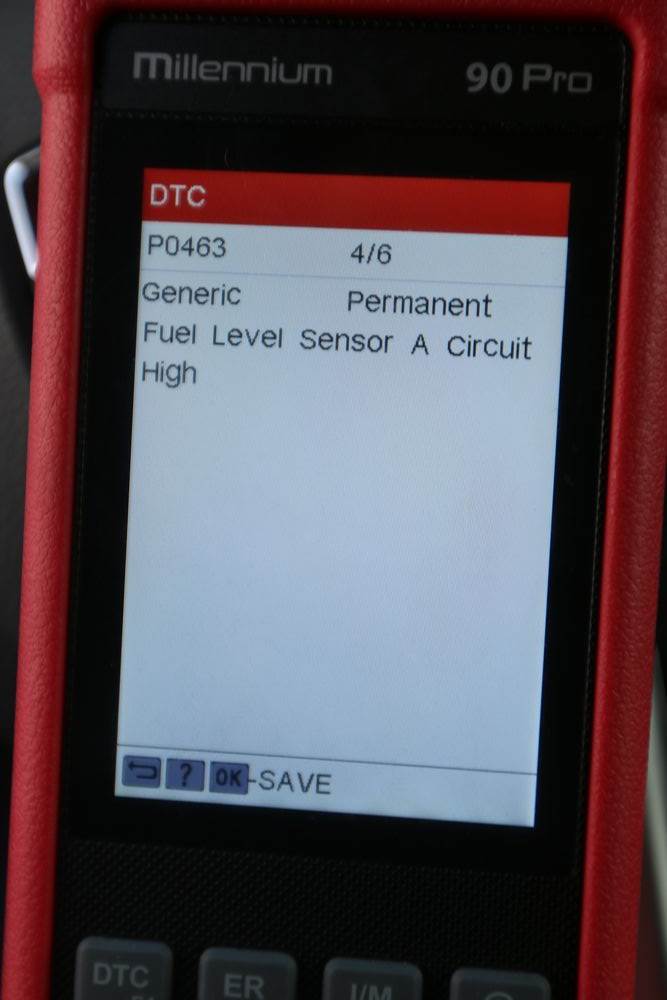 Millennium 90 Pro
DTC
P0463 4/6
Generic Permanent
Fuel Level Sensor A Circuit
High
? OK -SAVE
DTC ER I/M